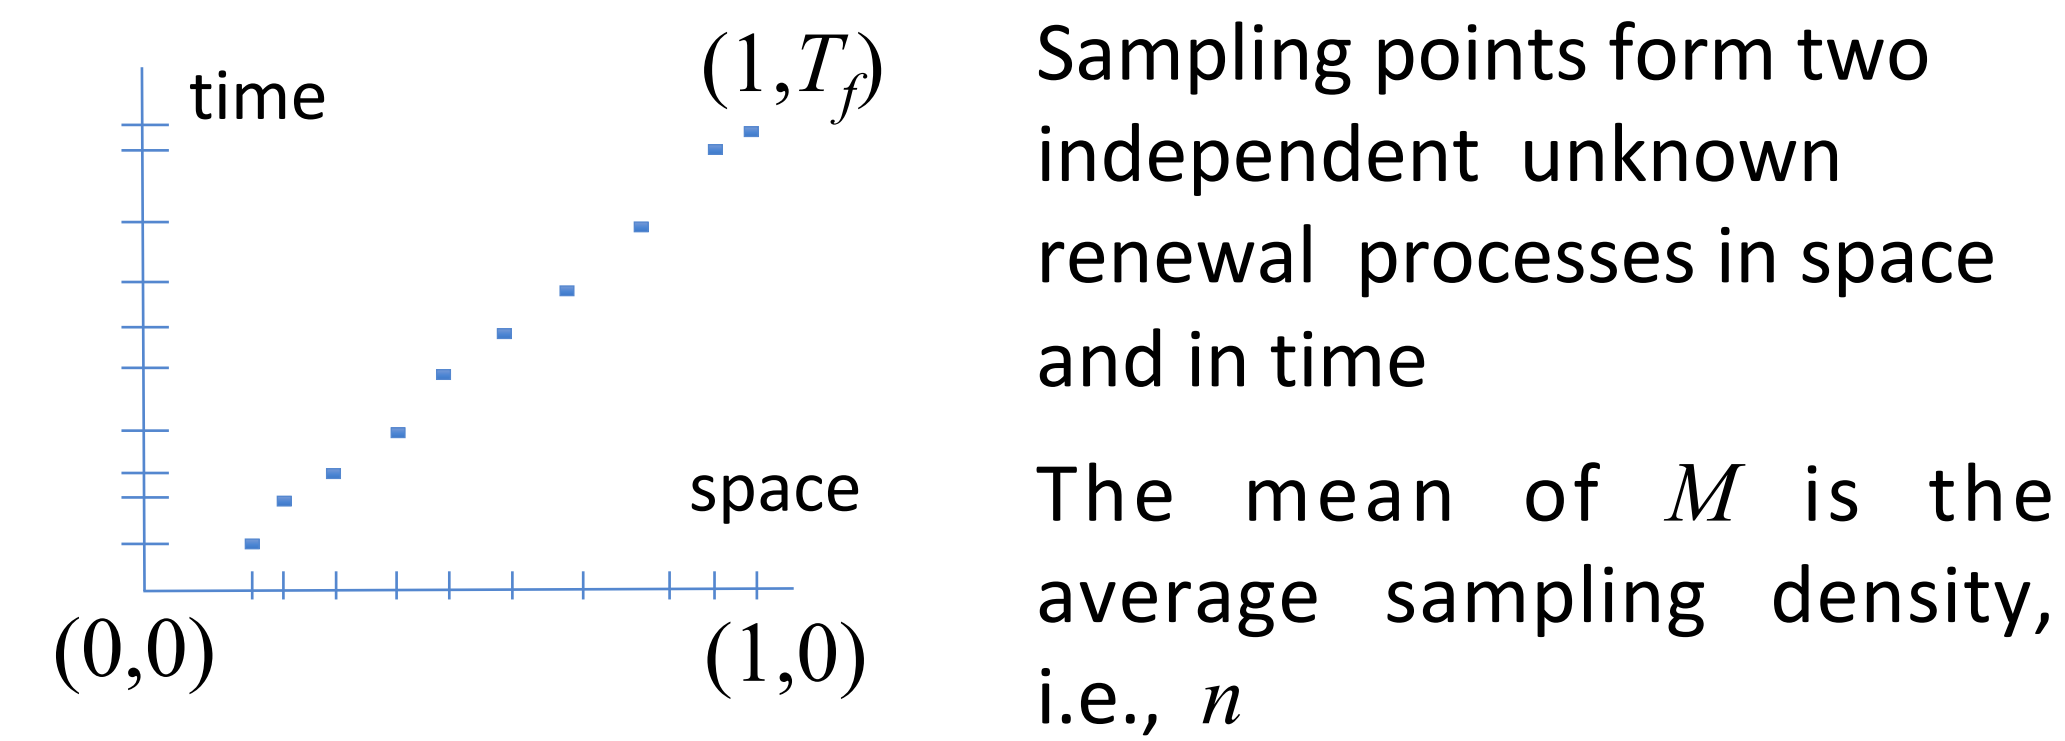 (1,T_f)
time
space
(0,0)
(1,0)
Sampling points form two
independent unknown
renewal processes in space
and in time
The mean of M is the
average sampling density,
i.e., n